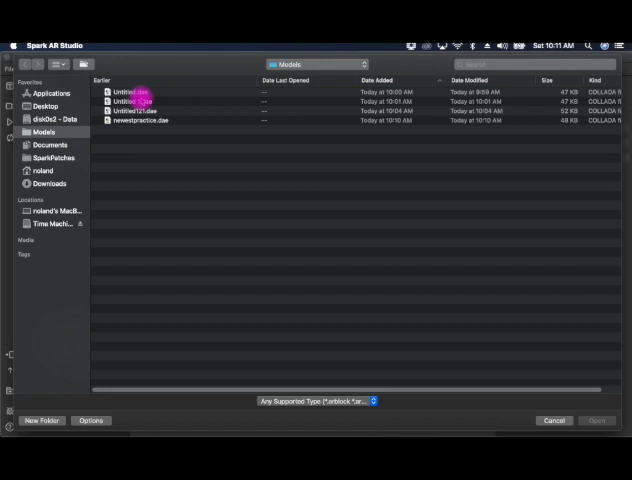 Spark AR Studio
Sat 10:11 AM
File
Models
Search
Favorites
Applications
Desktop
disk0s2 - Data
Models
Documents
SparkPatches
noland
Downloads
Locations
noland's MacB...
Time Machi...
Media
Tags
Earlier Date Last Opened Date Added Date Modified Size Kind
Untitled.dae -- Today at 10:00 AM Today at 9:59 AM 47 KB COLLADA fi
-- Today at 10:01 AM Today at 10:01 AM 47 KB COLLADA fi
Untitled121.dae -- Today at 10:04 AM Today at 10:04 AM 52 KB COLLADA fi
newestpractice.dae -- Today at 10:10 AM Today at 10:10 AM 48 KB COLLADA fi
Any Supported Type (*.arblock *.ar...
New Folder Options Cancel Open